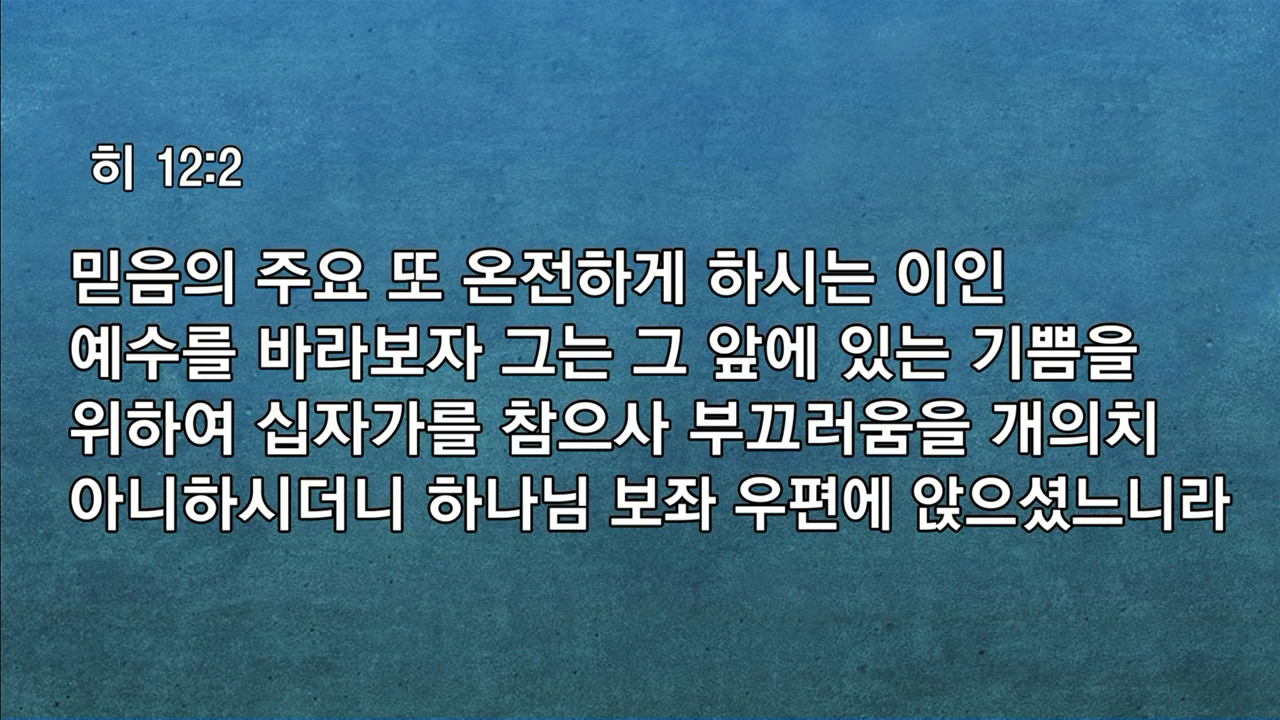 히 12:2
믿음의 주요 또 온전하게 하시는 이인
예수를 바라보자 그는 그 앞에 있는 기쁨을
위하여 십자가를 참으사 부끄러움을 개의치
아니하시더니 하나님 보좌 우편에 앉으셨느니라